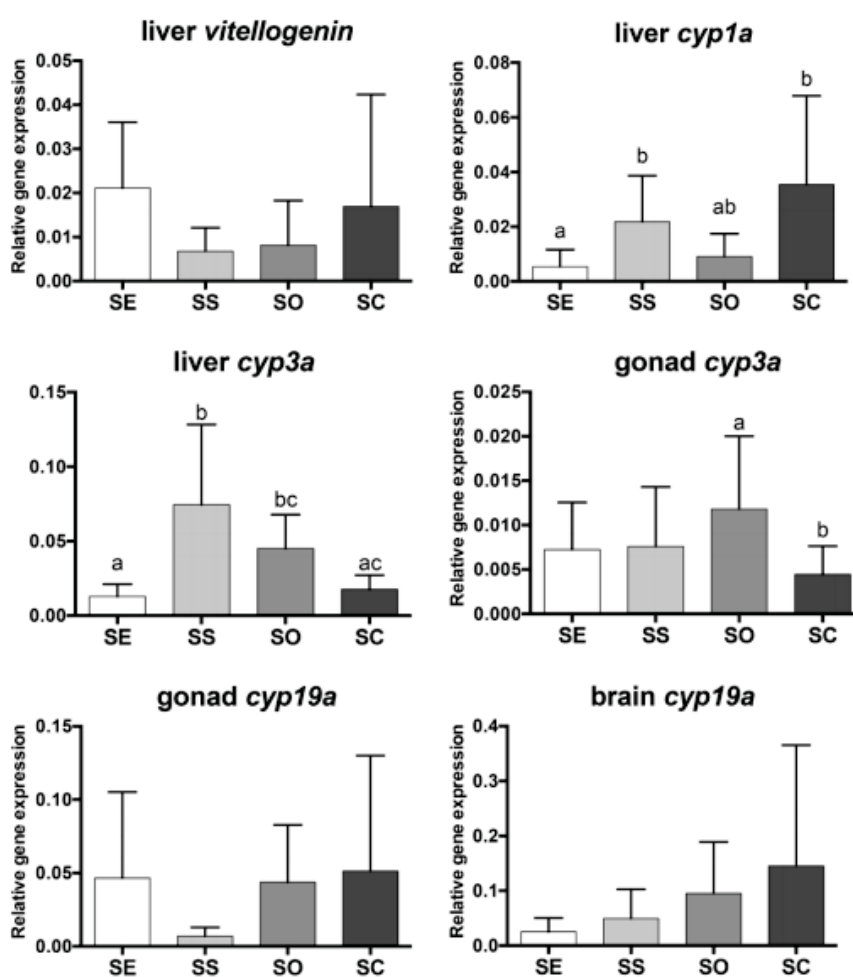 liver vitellogenin
Relative gene expression
0.05
0.04
0.03
0.02
0.01
0.00
SE SS SO SC
liver cyp1a
Relative gene expression
0.08
0.06
0.04
0.02
0.00
a
b
ab
b
SE SS SO SC
liver cyp3a
Relative gene expression
0.15
0.10
0.05
0.00
a
b
bc
ac
SE SS SO SC
gonad cyp3a
Relative gene expression
0.025
0.020
0.015
0.010
0.005
0.000
a
b
SE SS SO SC
gonad cyp19a
Relative gene expression
0.15
0.10
0.05
0.00
SE SS SO SC
brain cyp19a
Relative gene expression
0.4
0.3
0.2
0.1
0.0
SE SS SO SC